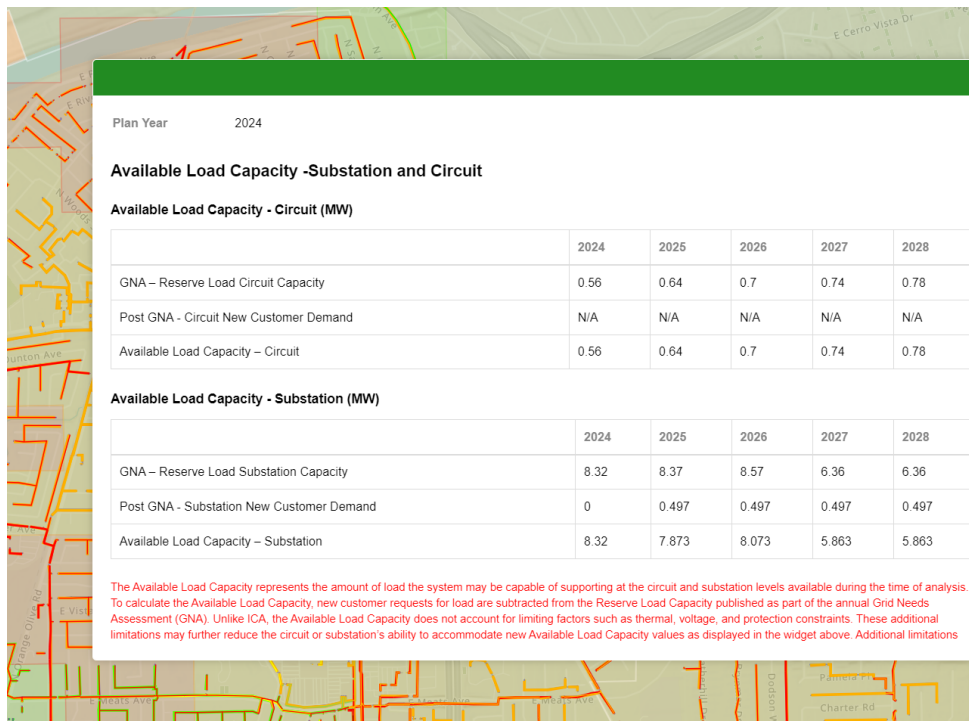 E Cerro Vista Dr
Plan Year 2024
Available Load Capacity -Substation and Circuit
Available Load Capacity - Circuit (MW)
2024 2025 2026 2027 2028
GNA – Reserve Load Circuit Capacity 0.56 0.64 0.7 0.74 0.78
Post GNA - Circuit New Customer Demand N/A N/A N/A N/A N/A
Available Load Capacity – Circuit 0.56 0.64 0.7 0.74 0.78
Available Load Capacity - Substation (MW)
2024 2025 2026 2027 2028
GNA – Reserve Load Substation Capacity 8.32 8.37 8.57 6.36 6.36
Post GNA - Substation New Customer Demand 0 0.497 0.497 0.497 0.497
Available Load Capacity – Substation 8.32 7.873 8.073 5.863 5.863
The Available Load Capacity represents the amount of load the system may be capable of supporting at the circuit and substation levels available during the time of analysis.
To calculate the Available Load Capacity, new customer requests for load are subtracted from the Reserve Load Capacity published as part of the annual Grid Needs
Assessment (GNA). Unlike ICA, the Available Load Capacity does not account for limiting factors such as thermal, voltage, and protection constraints. These additional
limitations may further reduce the circuit or substation's ability to accommodate new Available Load Capacity values as displayed in the widget above. Additional limitations
Orange Olive Rd
E Meats Ave
E Meats Ave
Dodson
Charter Rd